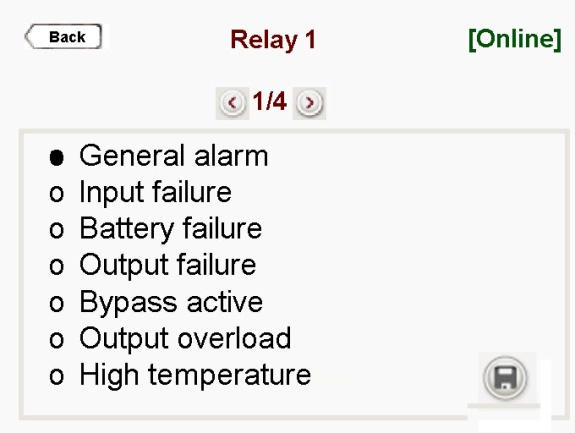 Back
Relay 1
[Online]
1/4
● General alarm
o Input failure
o Battery failure
o Output failure
o Bypass active
o Output overload
o High temperature